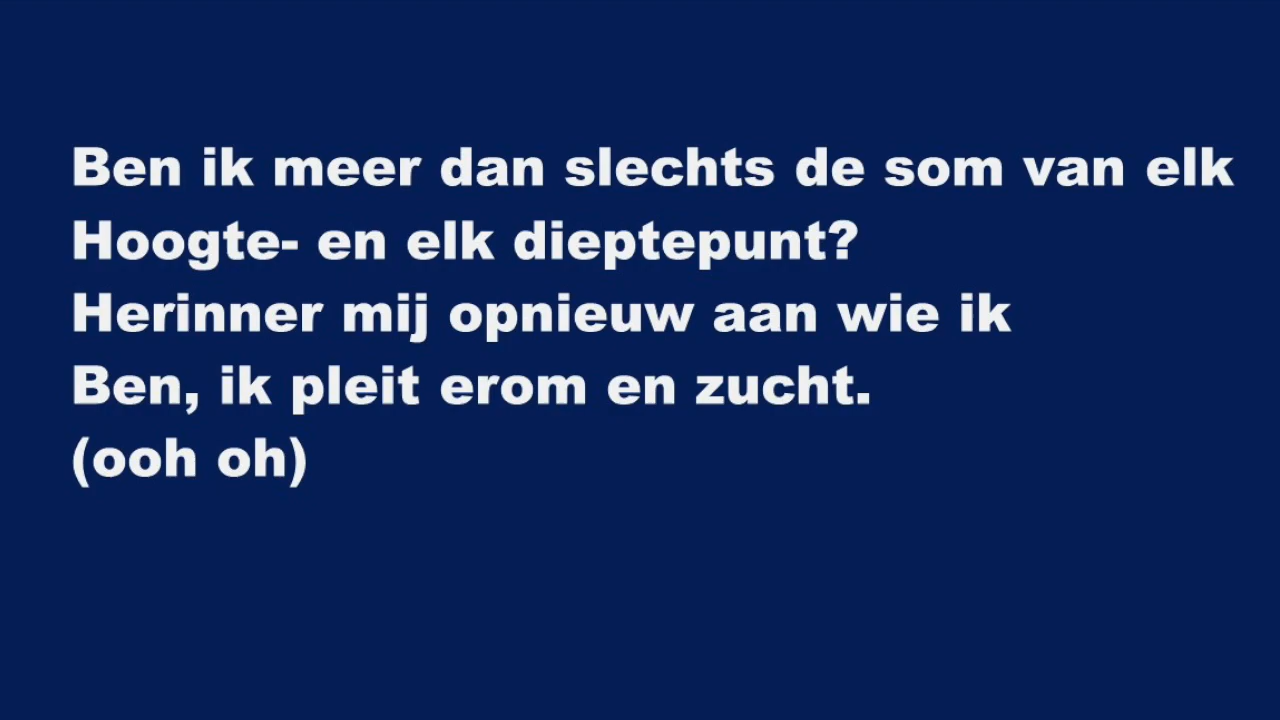 Ben ik meer dan slechts de som van elk
Hoogte- en elk dieptepunt?
Herinner mij opnieuw aan wie ik
Ben, ik pleit erom en zucht.
(ooh oh)